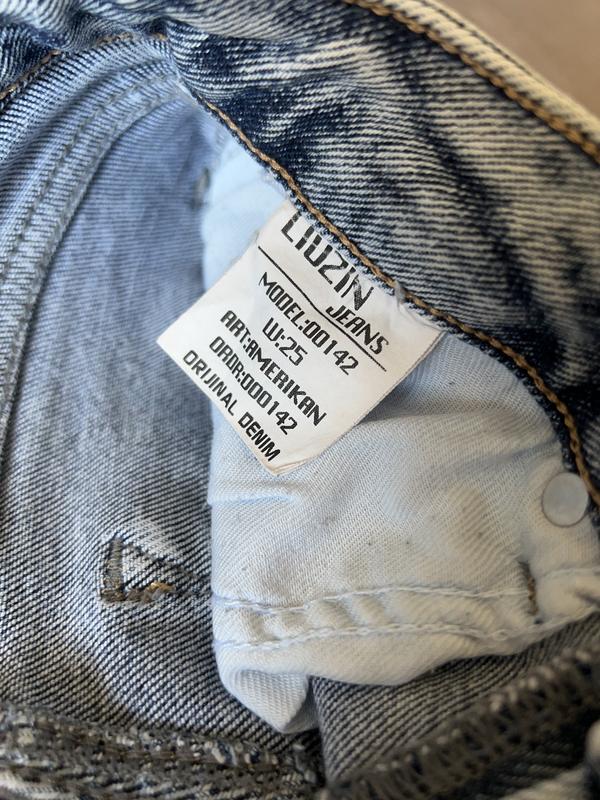 LIUZIN
JEANS
MODEL:00142
W:25
ART:AMERIKAN
ORDR:000142
ORIJINAL DENIM